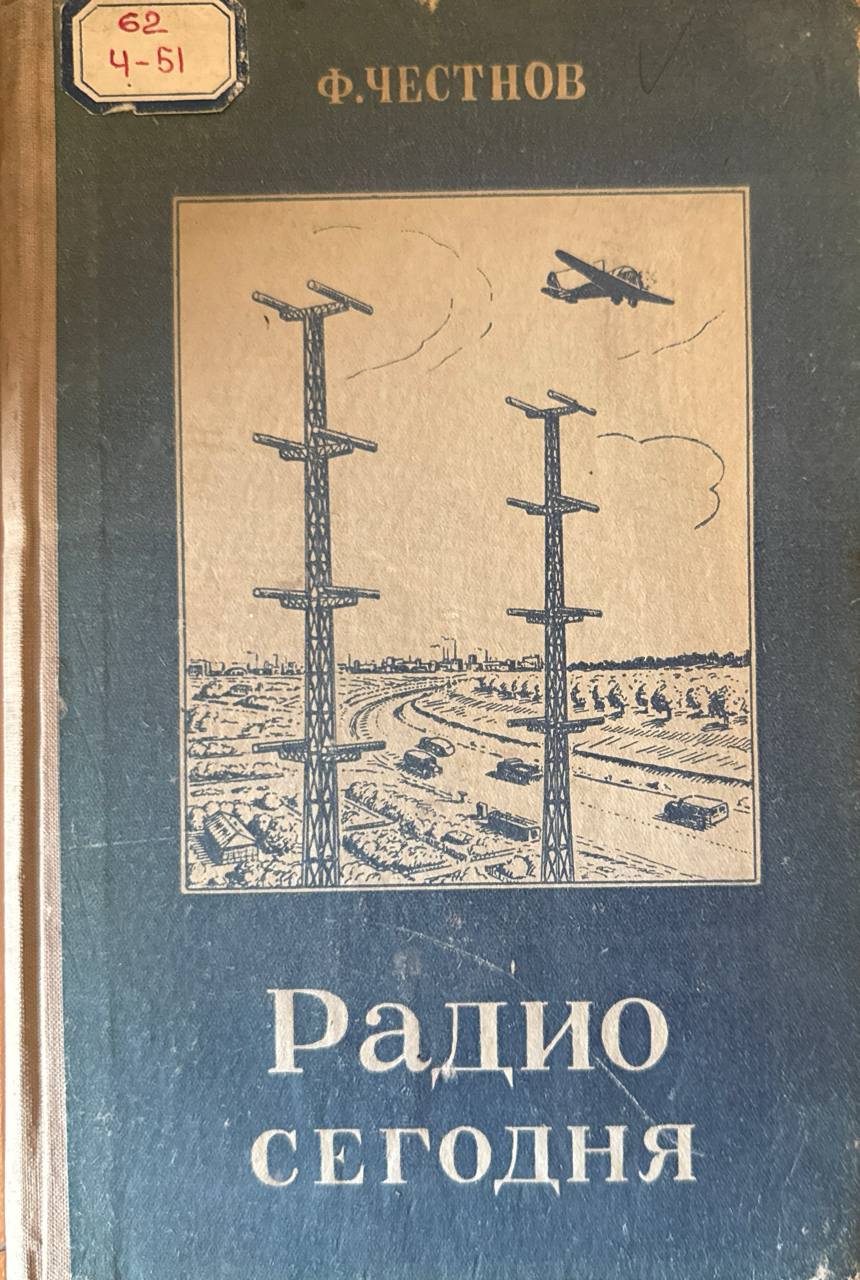 62
Ч-51
Ф.ЧЕСТНОВ
Радио
сегодня